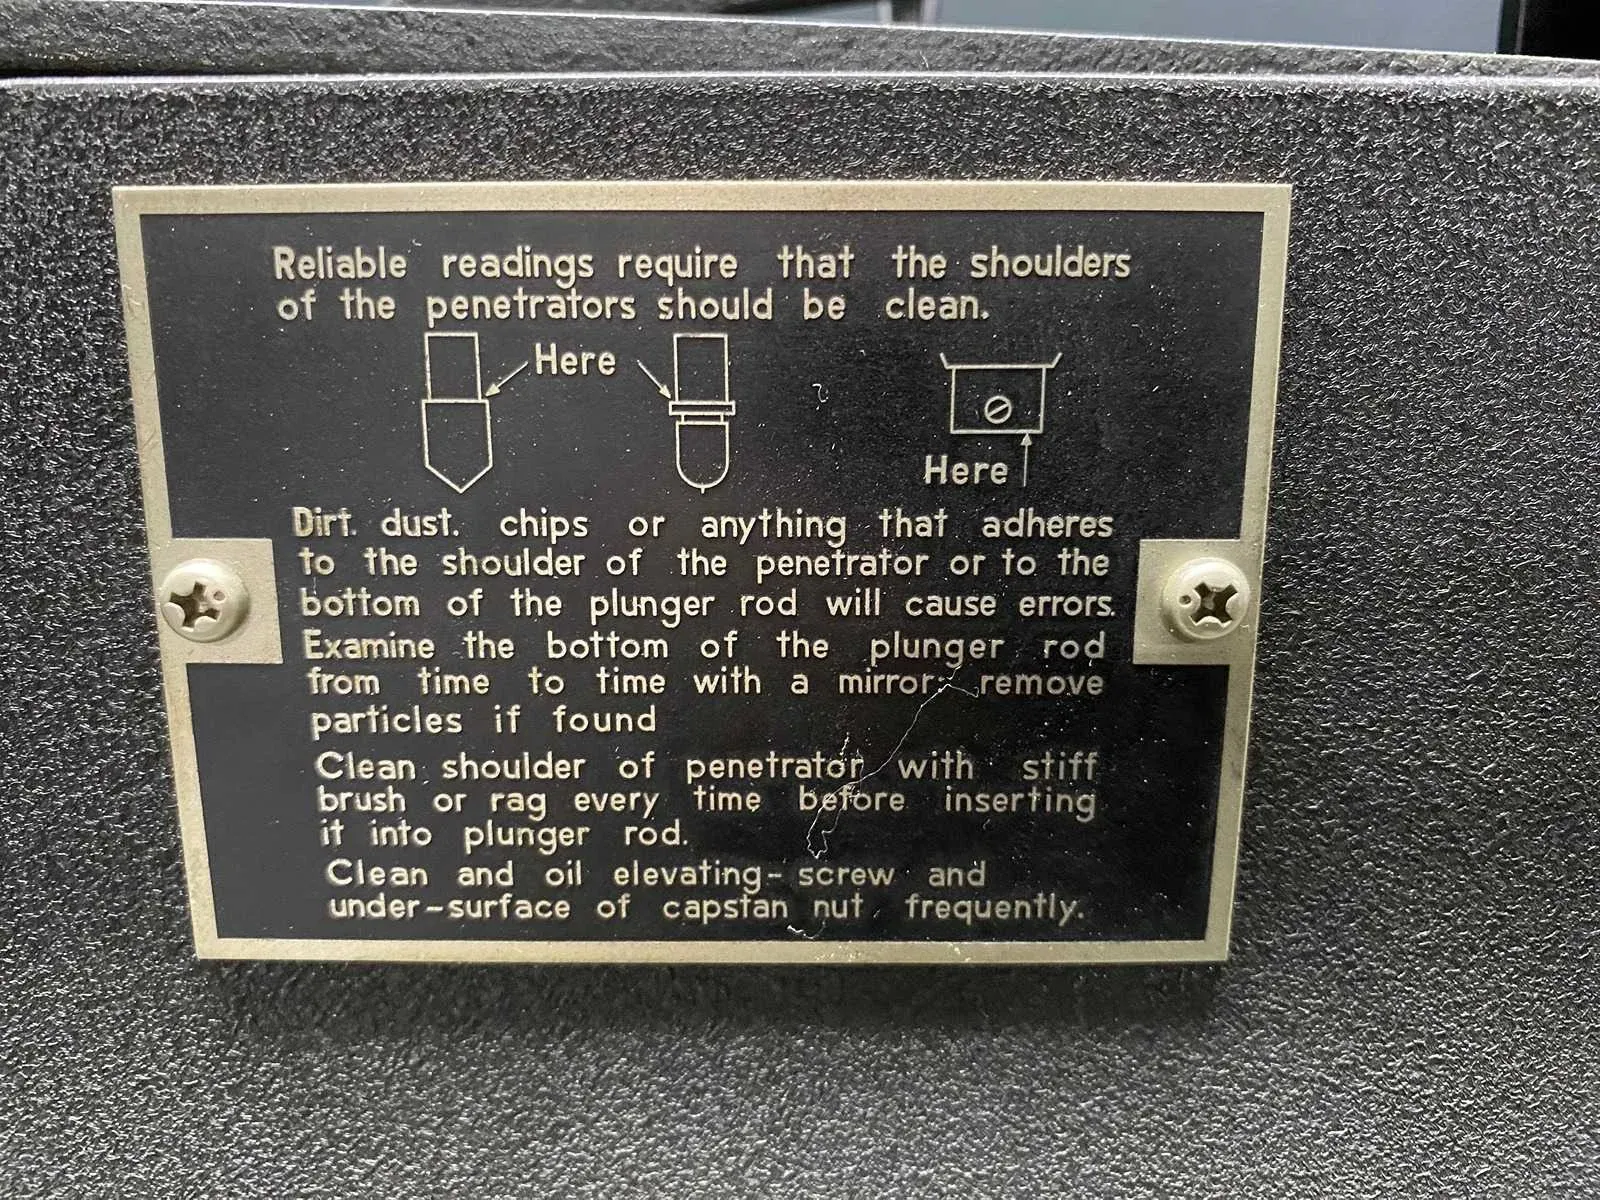 Reliable readings require that the shoulders
of the penetrators should be clean.
Here
Here
Dirt. dust. chips or anything that adheres
to the shoulder of the penetrator or to the
bottom of the plunger rod will cause errors.
Examine the bottom of the plunger rod
from time to time with a mirror; remove
particles if found
Clean shoulder of penetrator with stiff
brush or rag every time before inserting
it into plunger rod.
Clean and oil elevating-screw and
under-surface of capstan nut frequently.